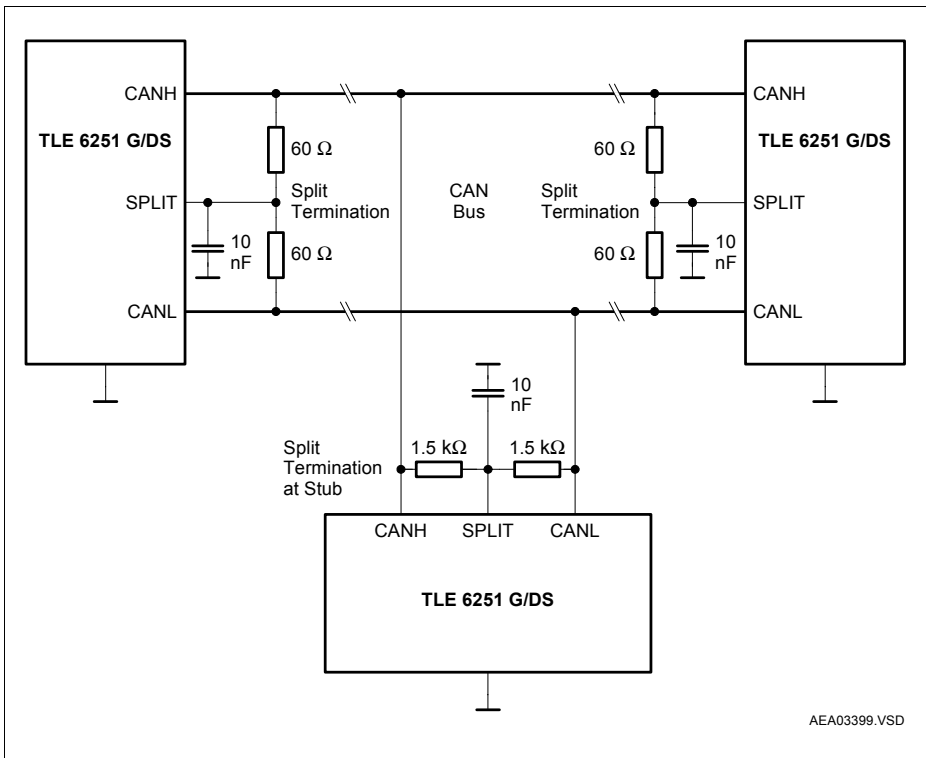 CANH
TLE 6251 G/DS
SPLIT
CANL
60 Ω
Split
Termination
10
nF
60 Ω
CAN
Bus
60 Ω
Split
Termination
60 Ω
10
nF
CANH
TLE 6251 G/DS
SPLIT
CANL
10
nF
Split
Termination
at Stub
1.5 kΩ
1.5 kΩ
CANH
SPLIT
CANL
TLE 6251 G/DS
AEA03399.VSD